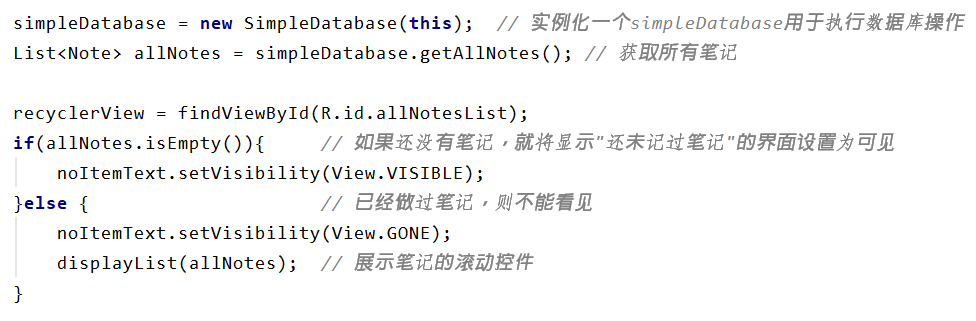 simpleDatabase = new SimpleDatabase(this);  // 实例化一个simpleDatabase用于执行数据库操作
List<Note> allNotes = simpleDatabase.getAllNotes(); // 获取所有笔记

recyclerView = findViewById(R.id.allNotesList);
if(allNotes.isEmpty()){     // 如果还没有笔记，就将显示"还未记过笔记"的界面设置为可见
    noItemText.setVisibility(View.VISIBLE);
}else {                     // 已经做过笔记，则不能看见
    noItemText.setVisibility(View.GONE);
    displayList(allNotes);  // 展示笔记的滚动控件
}